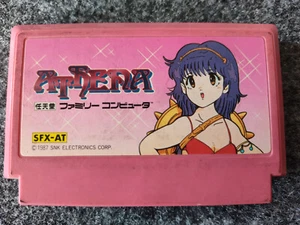 ATHENA
任天堂 ファミリー コンピュータ
SFX-AT
© 1987 SNK ELECTRONICS CORP.